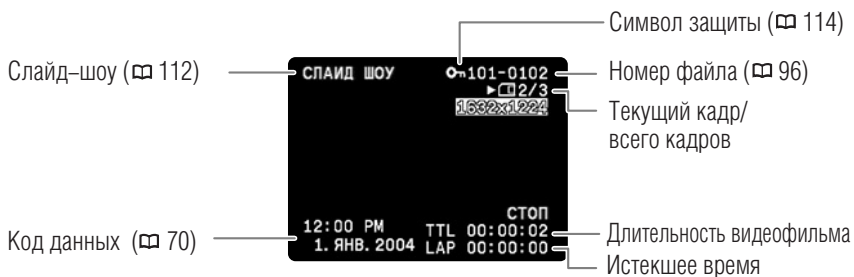 Символ защиты ( 114)
Слайд–шоу ( 112)
СЛАЙД ШОУ
101-0102
Номер файла ( 96)
2/3
1632x1224
Текущий кадр/
всего кадров
СТОП
12:00 PM
TTL 00:00:02
Длительность видеофильма
Код данных ( 70)
1. ЯНВ. 2004
LAP 00:00:00
Истекшее время